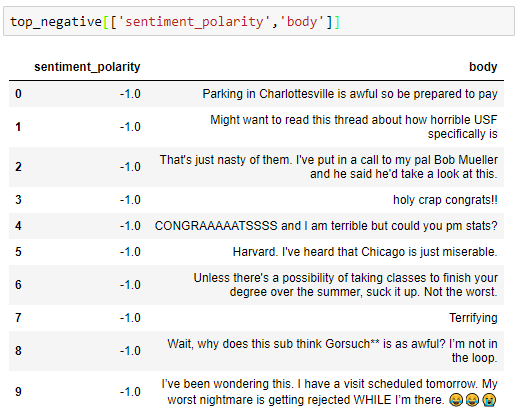 top_negative[['sentiment_polarity','body']]
sentiment_polarity body
0 -1.0 Parking in Charlottesville is awful so be prepared to pay
1 -1.0 Might want to read this thread about how horrible USF
specifically is
2 -1.0 That's just nasty of them. I've put in a call to my pal Bob Mueller
and he said he'd take a look at this.
3 -1.0 holy crap congrats!!
4 -1.0 CONGRAAAAATSSSS and I am terrible but could you pm stats?
5 -1.0 Harvard. I've heard that Chicago is just miserable.
6 -1.0 Unless there's a possibility of taking classes to finish your
degree over the summer, suck it up. Not the worst.
7 -1.0 Terrifying
8 -1.0 Wait, why does this sub think Gorsuch** is as awful? I’m not in
the loop.
9 -1.0 I’ve been wondering this. I have a visit scheduled tomorrow. My
worst nightmare is getting rejected WHILE I’m there. 😂😂😭